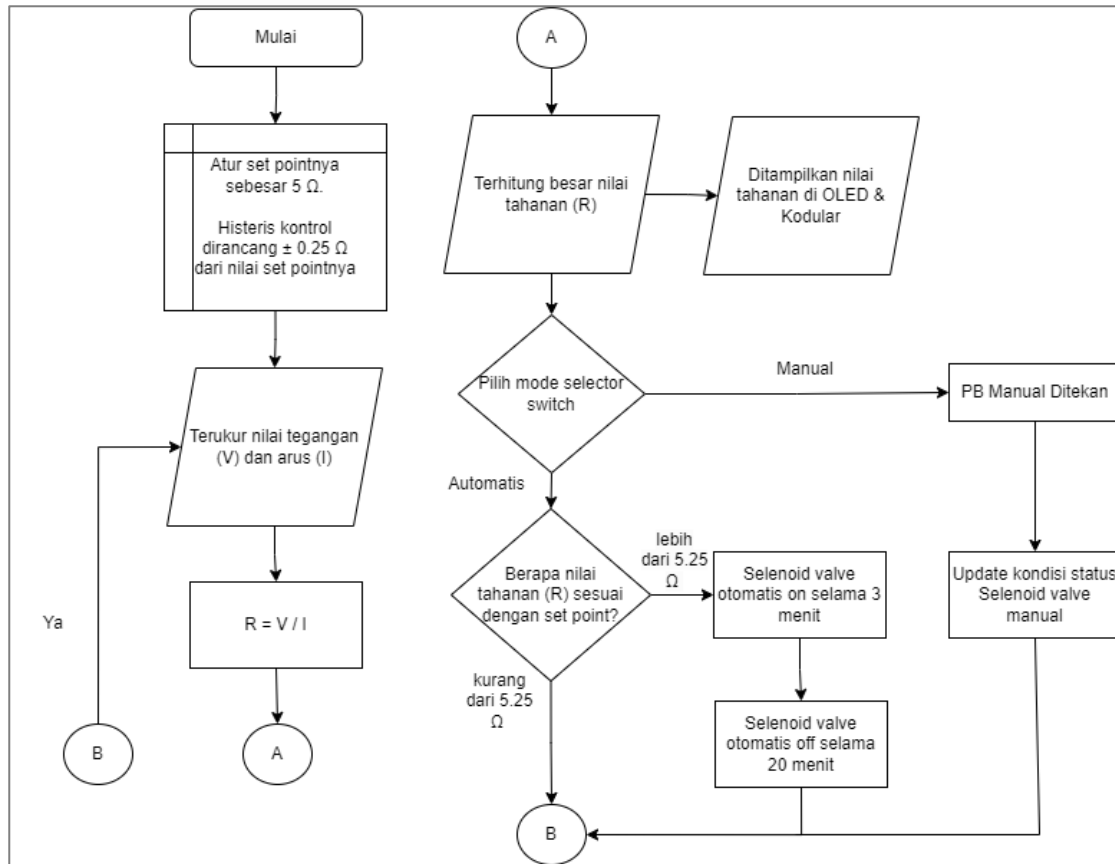 Mulai
Atur set pointnya
sebesar 5 Ω.
Histeris kontrol
dirancang ± 0.25 Ω
dari nilai set pointnya
Terukur nilai tegangan
(V) dan arus (I)
R = V / I
A
Ya
B
A
Terhitung besar nilai
tahanan (R)
Ditampilkan nilai
tahanan di OLED &
Kodular
Pilih mode selector
switch
Manual
PB Manual Ditekan
Update kondisi status
Selenoid valve
manual
Automatis
Berapa nilai
tahanan (R) sesuai
dengan set point?
lebih
dari 5.25
Ω
Selenoid valve
otomatis on selama 3
menit
Selenoid valve
otomatis off selama
20 menit
kurang
dari 5.25
Ω
B